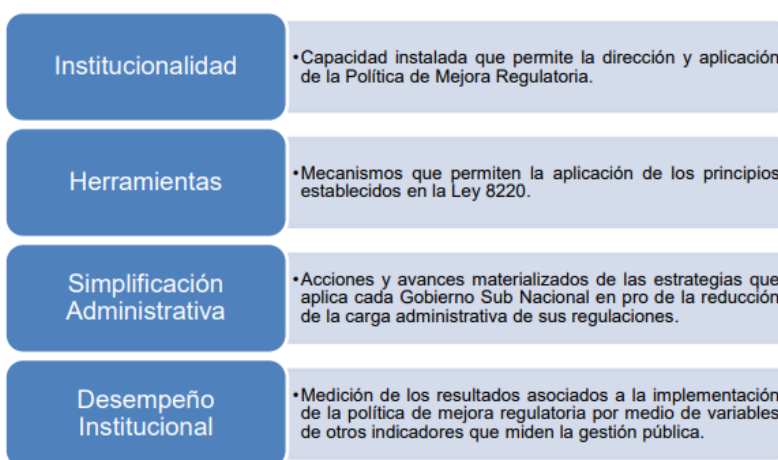 Institucionalidad
•Capacidad instalada que permite la dirección y aplicación
de la Política de Mejora Regulatoria.
Herramientas
•Mecanismos que permiten la aplicación de los principios
establecidos en la Ley 8220.
Simplificación
Administrativa
•Acciones y avances materializados de las estrategias que
aplica cada Gobierno Sub Nacional en pro de la reducción
de la carga administrativa de sus regulaciones.
Desempeño
Institucional
•Medición de los resultados asociados a la implementación
de la política de mejora regulatoria por medio de variables
de otros indicadores que miden la gestión pública.